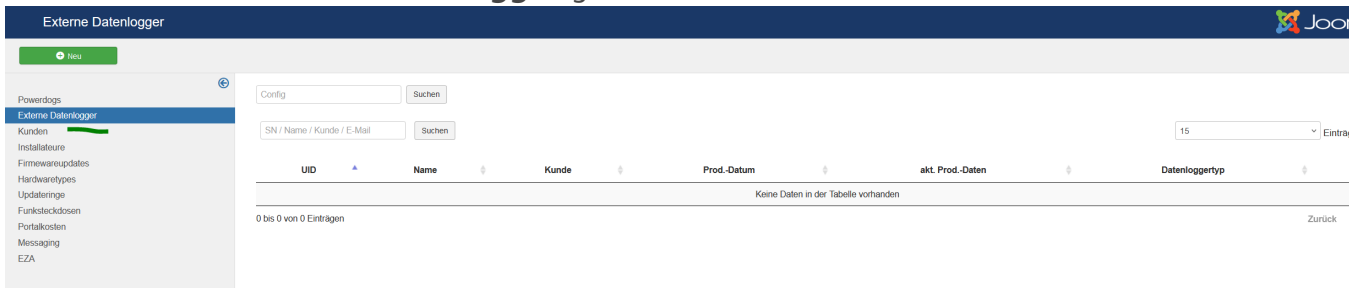 Externe Datenlogger
Joo
Neu
Powerdogs
Externe Datenlogger
Kunden
Installateure
Firmwareupdates
Hardwaretypes
Updateringe
Funksteckdosen
Portalkosten
Messaging
EZA
Config Suchen
SN / Name / Kunde / E-Mail Suchen
15 Einträg
UID Name Kunde Prod.-Datum akt. Prod.-Daten Datenloggertyp
Keine Daten in der Tabelle vorhanden
0 bis 0 von 0 Einträgen
Zurück